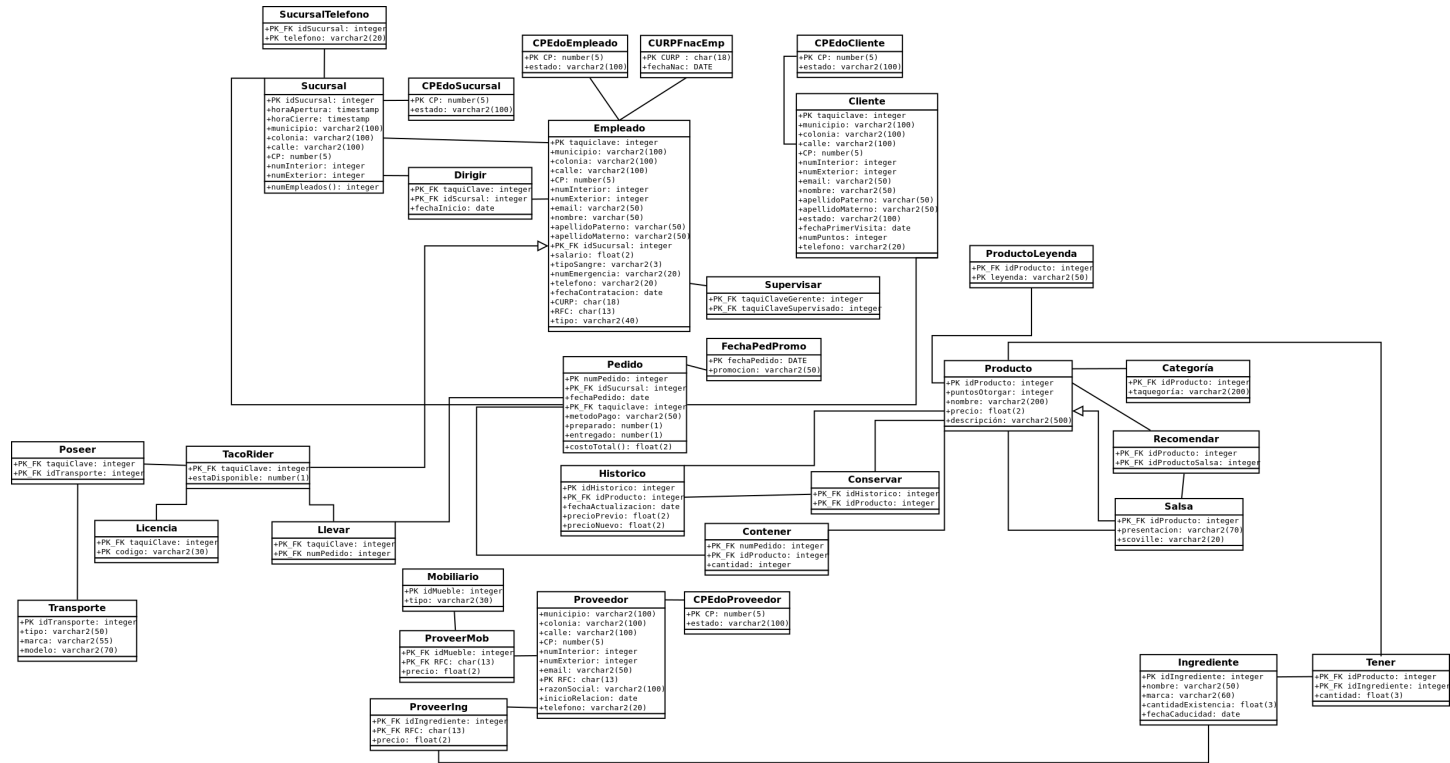 SucursalTelefono
+PK_FK idSucursal: integer
+PK telefono: varchar2(20)
CPEdoEmpleado
+PK CP: number(5)
+estado: varchar2(100)
CURPFnacEmp
+PK CURP : char(18)
+fechaNac: DATE
CPEdoCliente
+PK CP: number(5)
+estado: varchar2(100)
Sucursal
+PK idSucursal: integer
+horaApertura: timestamp
+horaCierre: timestamp
+municipio: varchar2(100)
+colonia: varchar2(100)
+calle: varchar2(100)
+CP: number(5)
+numInterior: integer
+numExterior: integer
+numEmpleados(): integer
CPEdoSucursal
+PK CP: number(5)
+estado: varchar2(100)
Cliente
+PK taquiclave: integer
+municipio: varchar2(100)
+colonia: varchar2(100)
+calle: varchar2(100)
+CP: number(5)
+numInterior: integer
+numExterior: integer
+email: varchar2(50)
+nombre: varchar2(50)
+apellidoPaterno: varchar(50)
+apellidoMaterno: varchar2(50)
+estado: varchar2(100)
+fechaPrimerVisita: date
+numPuntos: integer
+telefono: varchar2(20)
Empleado
+PK taquiclave: integer
+municipio: varchar2(100)
+colonia: varchar2(100)
+calle: varchar2(100)
+CP: number(5)
+numInterior: integer
+numExterior: integer
+email: varchar2(50)
+nombre: varchar(50)
+apellidoPaterno: varchar(50)
+apellidoMaterno: varchar2(50)
+PK_FK idSucursal: integer
+salario: float(2)
+tipoSangre: varchar2(3)
+numEmergencia: varchar2(20)
+telefono: varchar2(20)
+fechaContratacion: date
+CURP: char(18)
+RFC: char(13)
+tipo: varchar2(40)
Dirigir
+PK_FK taquiClave: integer
+PK_FK idScursal: integer
+fechaInicio: date
ProductoLeyenda
+PK_FK idProducto: integer
+PK leyenda: varchar2(50)
Supervisar
+PK_FK taquiClaveGerente: integer
+PK_FK taquiClaveSupervisado: integer
FechaPedPromo
+PK fechaPedido: DATE
+promocion: varchar2(50)
Pedido
+PK numPedido: integer
+PK_FK idSucursal: integer
+fechaPedido: date
+PK_FK taquiclave: integer
+metodoPago: varchar2(50)
+preparado: number(1)
+entregado: number(1)
+costoTotal(): float(2)
Producto
+PK idProducto: integer
+puntosOtorgar: integer
+nombre: varchar2(200)
+precio: float(2)
+descripción: varchar2(500)
Categoría
+PK_FK idProducto: integer
+taquegoría: varchar2(200)
Recomendar
+PK_FK idProducto: integer
+PK_FK idProductoSalsa: integer
Poseer
+PK_FK taquiClave: integer
+PK_FK idTransporte: integer
TacoRider
+PK_FK taquiClave: integer
+estaDisponible: number(1)
Historico
+PK idHistorico: integer
+PK_FK idProducto: integer
+fechaActualizacion: date
+precioPrevio: float(2)
+precioNuevo: float(2)
Conservar
+PK_FK idHistorico: integer
+PK_FK idProducto: integer
Salsa
+PK_FK idProducto: integer
+presentacion: varchar2(70)
+scoville: varchar2(20)
Licencia
+PK_FK taquiClave: integer
+PK codigo: varchar2(30)
Llevar
+PK_FK taquiClave: integer
+PK_FK numPedido: integer
Contener
+PK_FK numPedido: integer
+PK_FK idProducto: integer
+cantidad: integer
Mobiliario
+PK idMueble: integer
+tipo: varchar2(30)
Transporte
+PK idTransporte: integer
+tipo: varchar2(50)
+marca: varchar2(55)
+modelo: varchar2(70)
Proveedor
+municipio: varchar2(100)
+colonia: varchar2(100)
+calle: varchar2(100)
+CP: number(5)
+numInterior: integer
+numExterior: integer
+email: varchar2(50)
+PK RFC: char(13)
+razonSocial: varchar2(100)
+inicioRelacion: date
+telefono: varchar2(20)
CPEdoProveedor
+PK CP: number(5)
+estado: varchar2(100)
ProveerMob
+PK_FK idMueble: integer
+PK_FK RFC: char(13)
+precio: float(2)
Ingrediente
+PK idIngrediente: integer
+nombre: varchar2(50)
+marca: varchar2(60)
+cantidadExistencia: float(3)
+fechaCaducidad: date
Tener
+PK_FK idProducto: integer
+PK_FK idIngrediente: integer
+cantidad: float(3)
ProveerIng
+PK_FK idIngrediente: integer
+PK_FK RFC: char(13)
+precio: float(2)